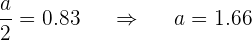 a/2 = 0.83 ⇒ a = 1.66